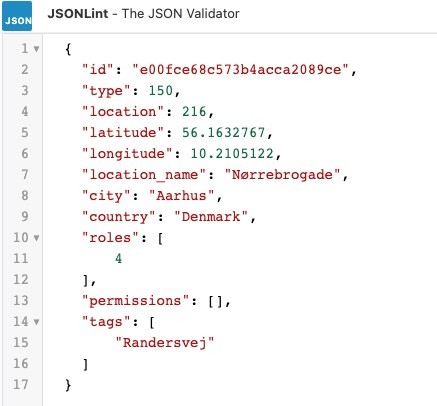 JSON JSONLint - The JSON Validator
1 {
2 "id": "e00fce68c573b4acca2089ce",
3 "type": 150,
4 "location": 216,
5 "latitude": 56.1632767,
6 "longitude": 10.2105122,
7 "location_name": "Nørrebrogade",
8 "city": "Aarhus",
9 "country": "Denmark",
10 "roles": [
11 4
12 ],
13 "permissions": [],
14 "tags": [
15 "Randersvej"
16 ]
17 }